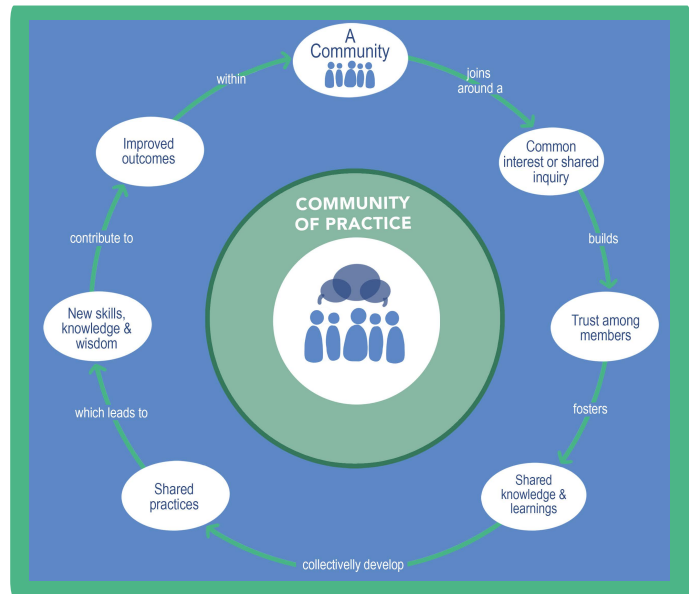 A
Community
joins
around a
Common
interest or shared
inquiry
builds
Trust among
members
fosters
Shared
knowledge &
learnings
collectivelly develop
Shared
practices
which leads to
New skills,
knowledge &
wisdom
contribute to
Improved
outcomes
within
COMMUNITY
OF PRACTICE